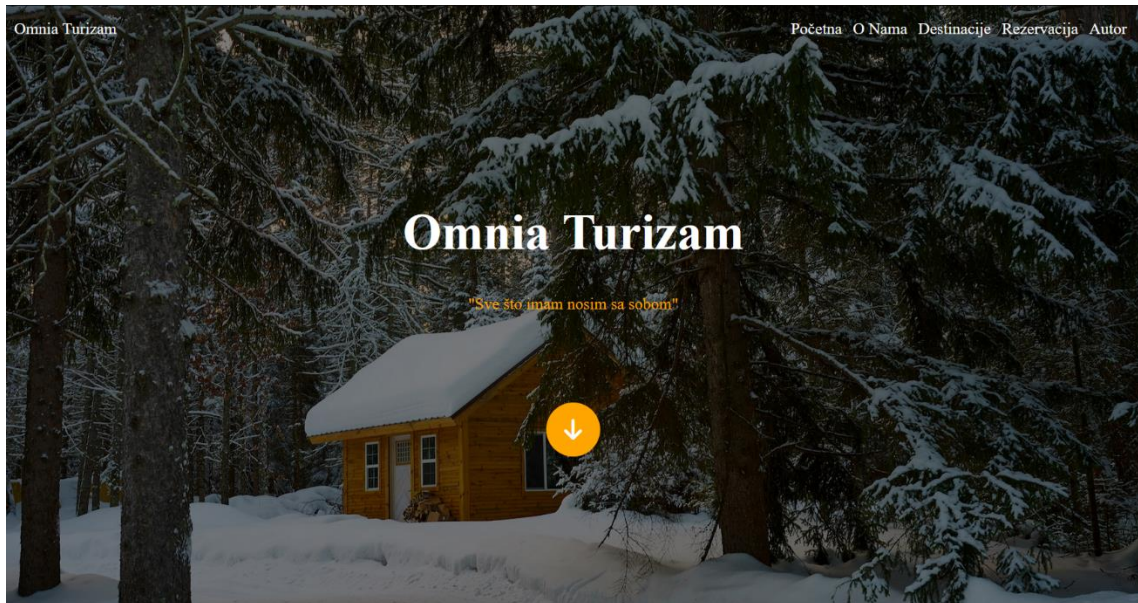 Omnia Turizam
Početna O Nama Destinacije Rezervacija Autor
Omnia Turizam
"Sve što imam nosim sa sobom"